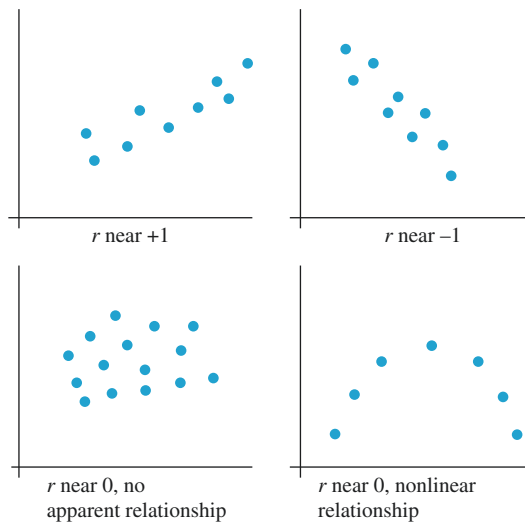 r near +1
r near –1
r near 0, no
apparent relationship
r near 0, nonlinear
relationship